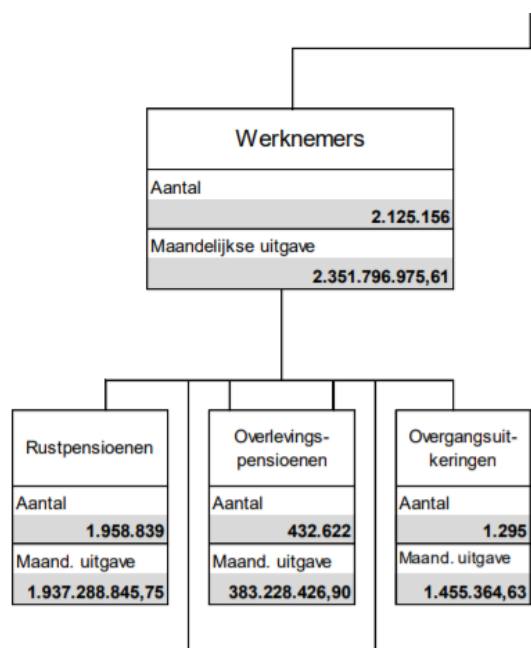 Werknemers
Aantal
2.125.156
Maandelijkse uitgave
2.351.796.975,61
Rustpensioenen
Aantal
1.958.839
Maand. uitgave
1.937.288.845,75
Overlevings-
pensioenen
Aantal
432.622
Maand. uitgave
383.228.426,90
Overgangsuit-
keringen
Aantal
1.295
Maand. uitgave
1.455.364,63